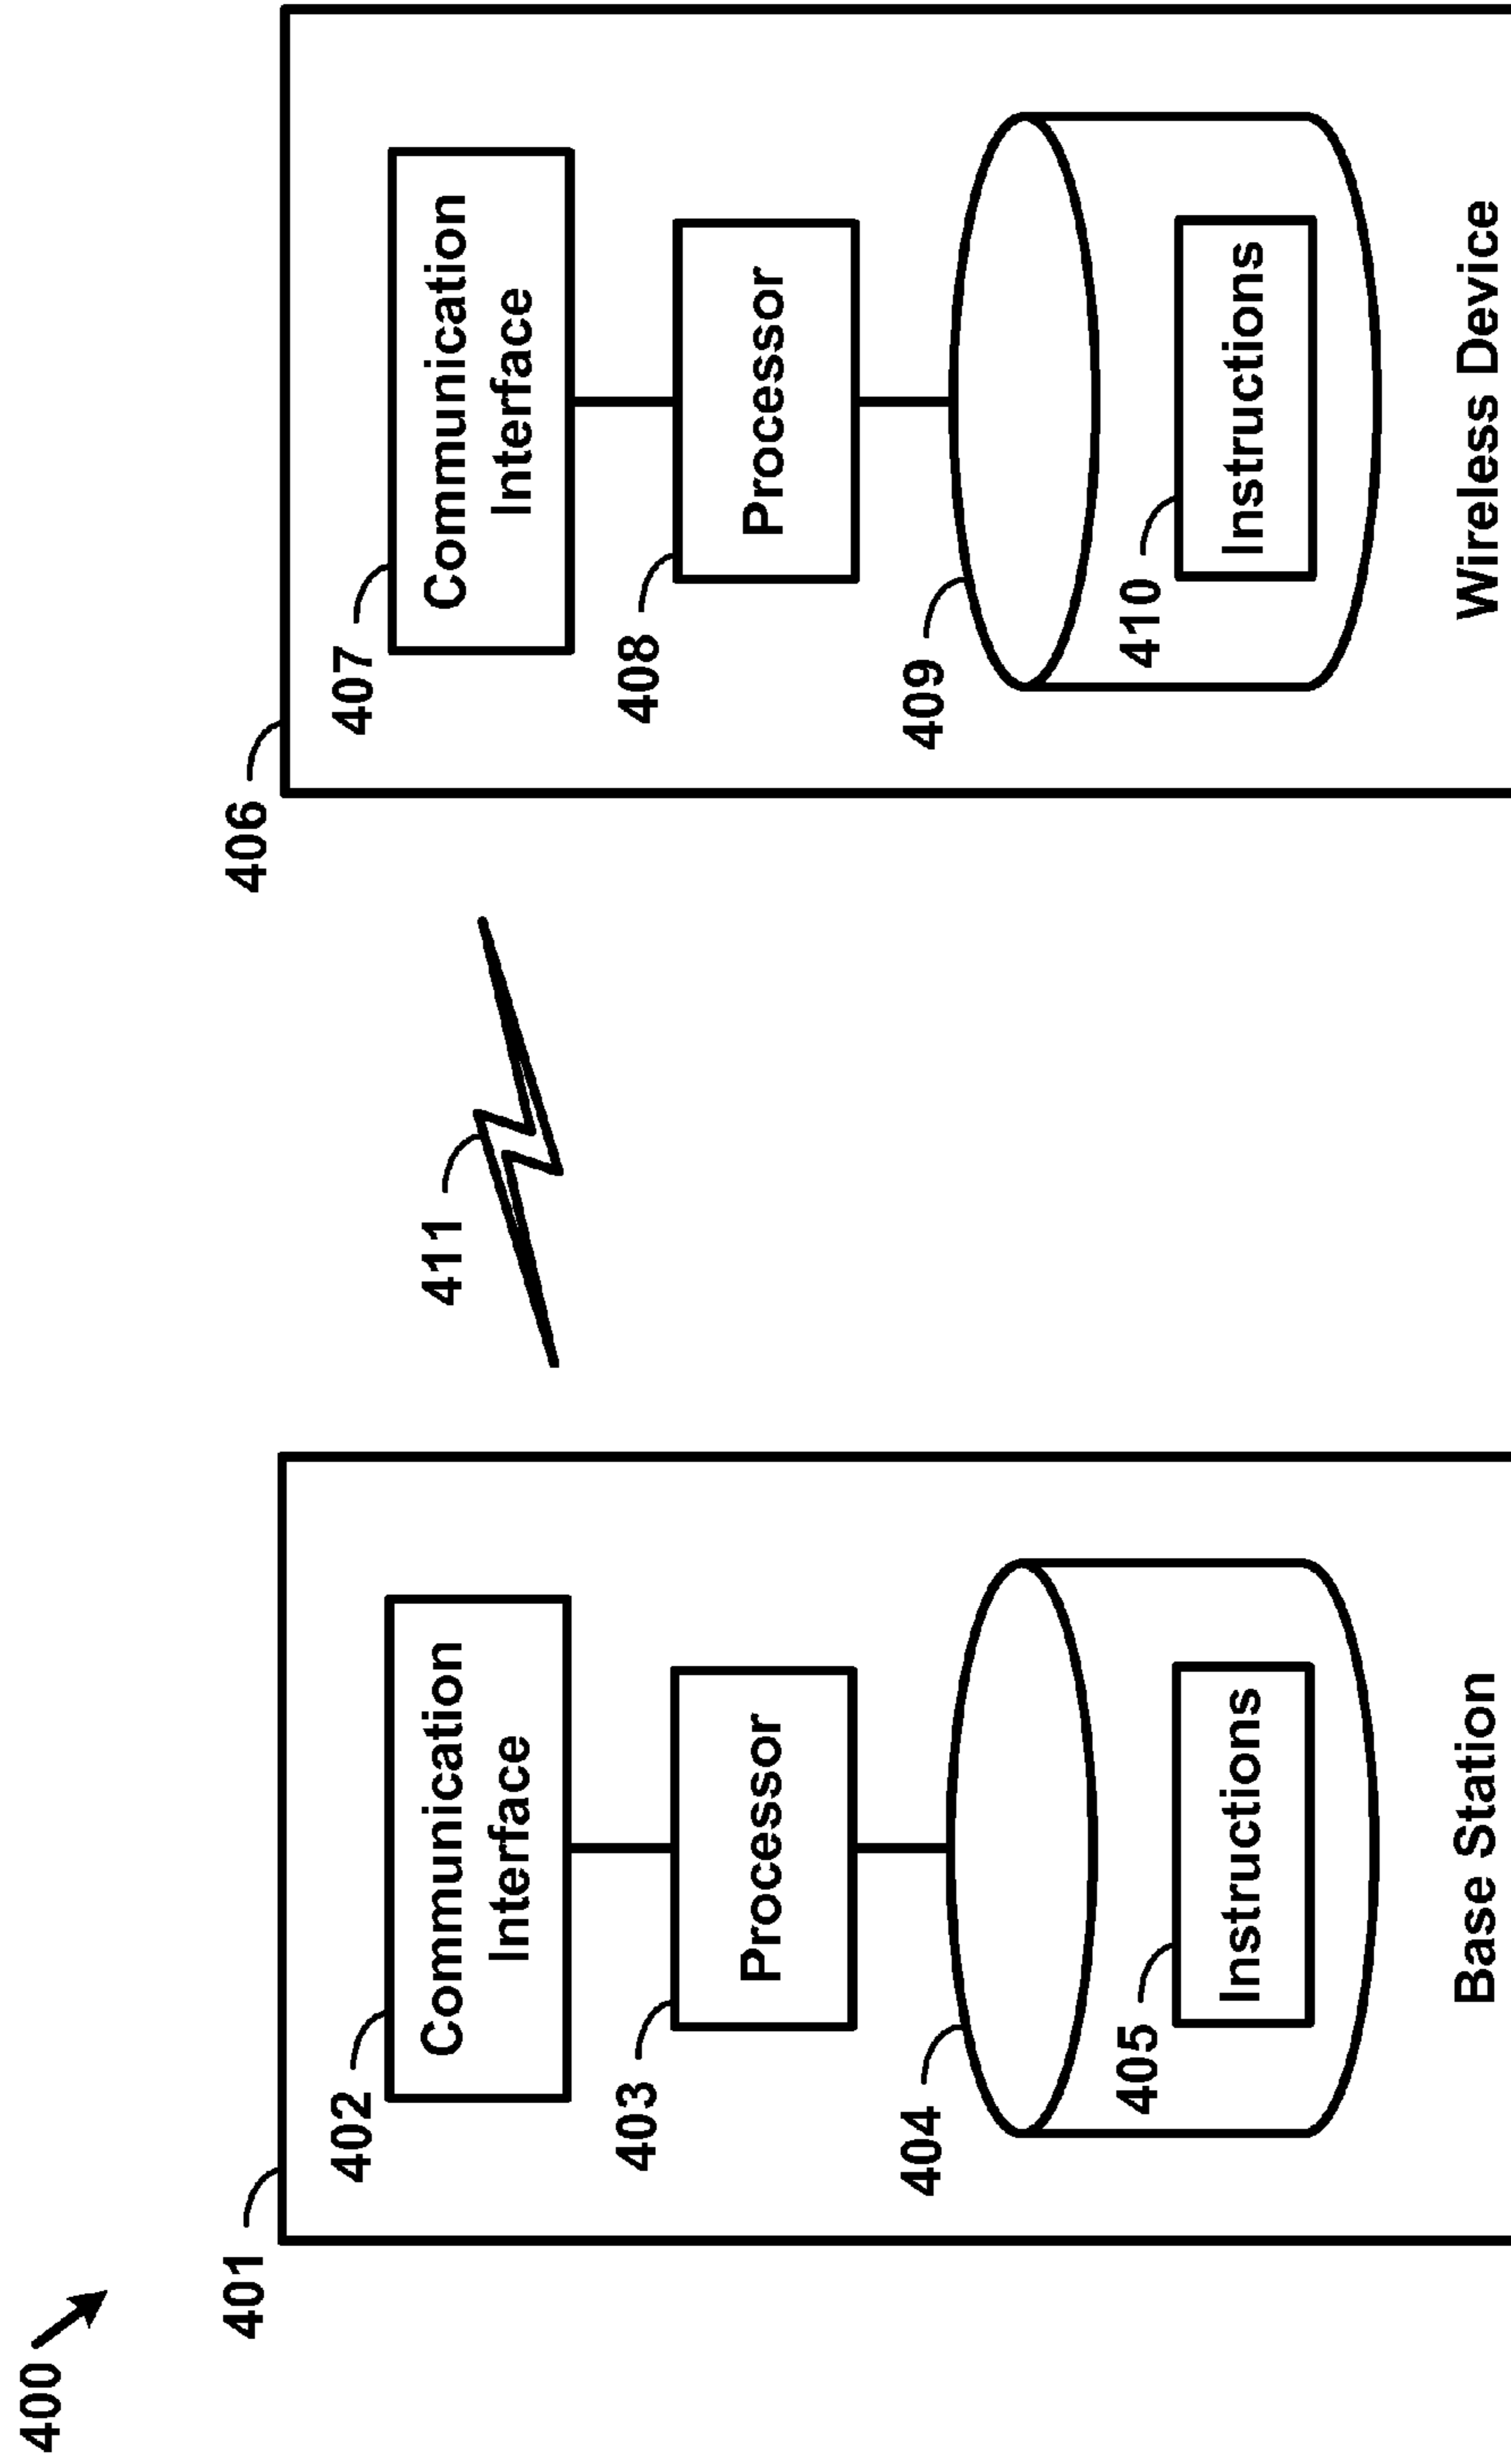 400
401
402
Communication
Interface
403
Processor
404
405
Instructions
Base Station
411
406
407
Communication
Interface
408
Processor
409
410
Instructions
Wireless Device